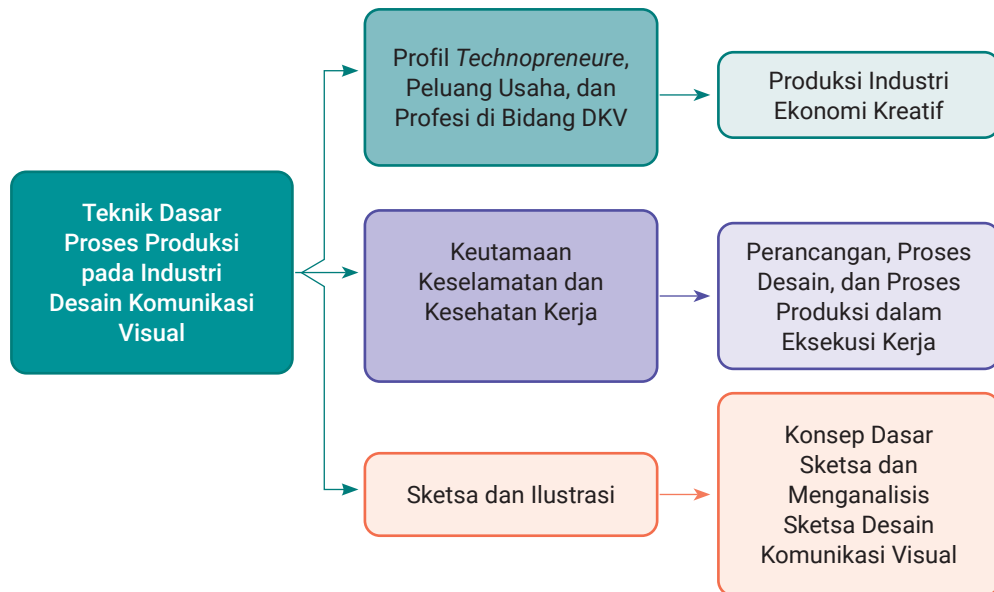 Teknik Dasar
Proses Produksi
pada Industri
Desain Komunikasi
Visual
Profil Technopreneure,
Peluang Usaha, dan
Profesi di Bidang DKV
Produksi Industri
Ekonomi Kreatif
Keutamaan
Keselamatan dan
Kesehatan Kerja
Perancangan, Proses
Desain, dan Proses
Produksi dalam
Eksekusi Kerja
Sketsa dan Ilustrasi
Konsep Dasar
Sketsa dan
Menganalisis
Sketsa Desain
Komunikasi Visual